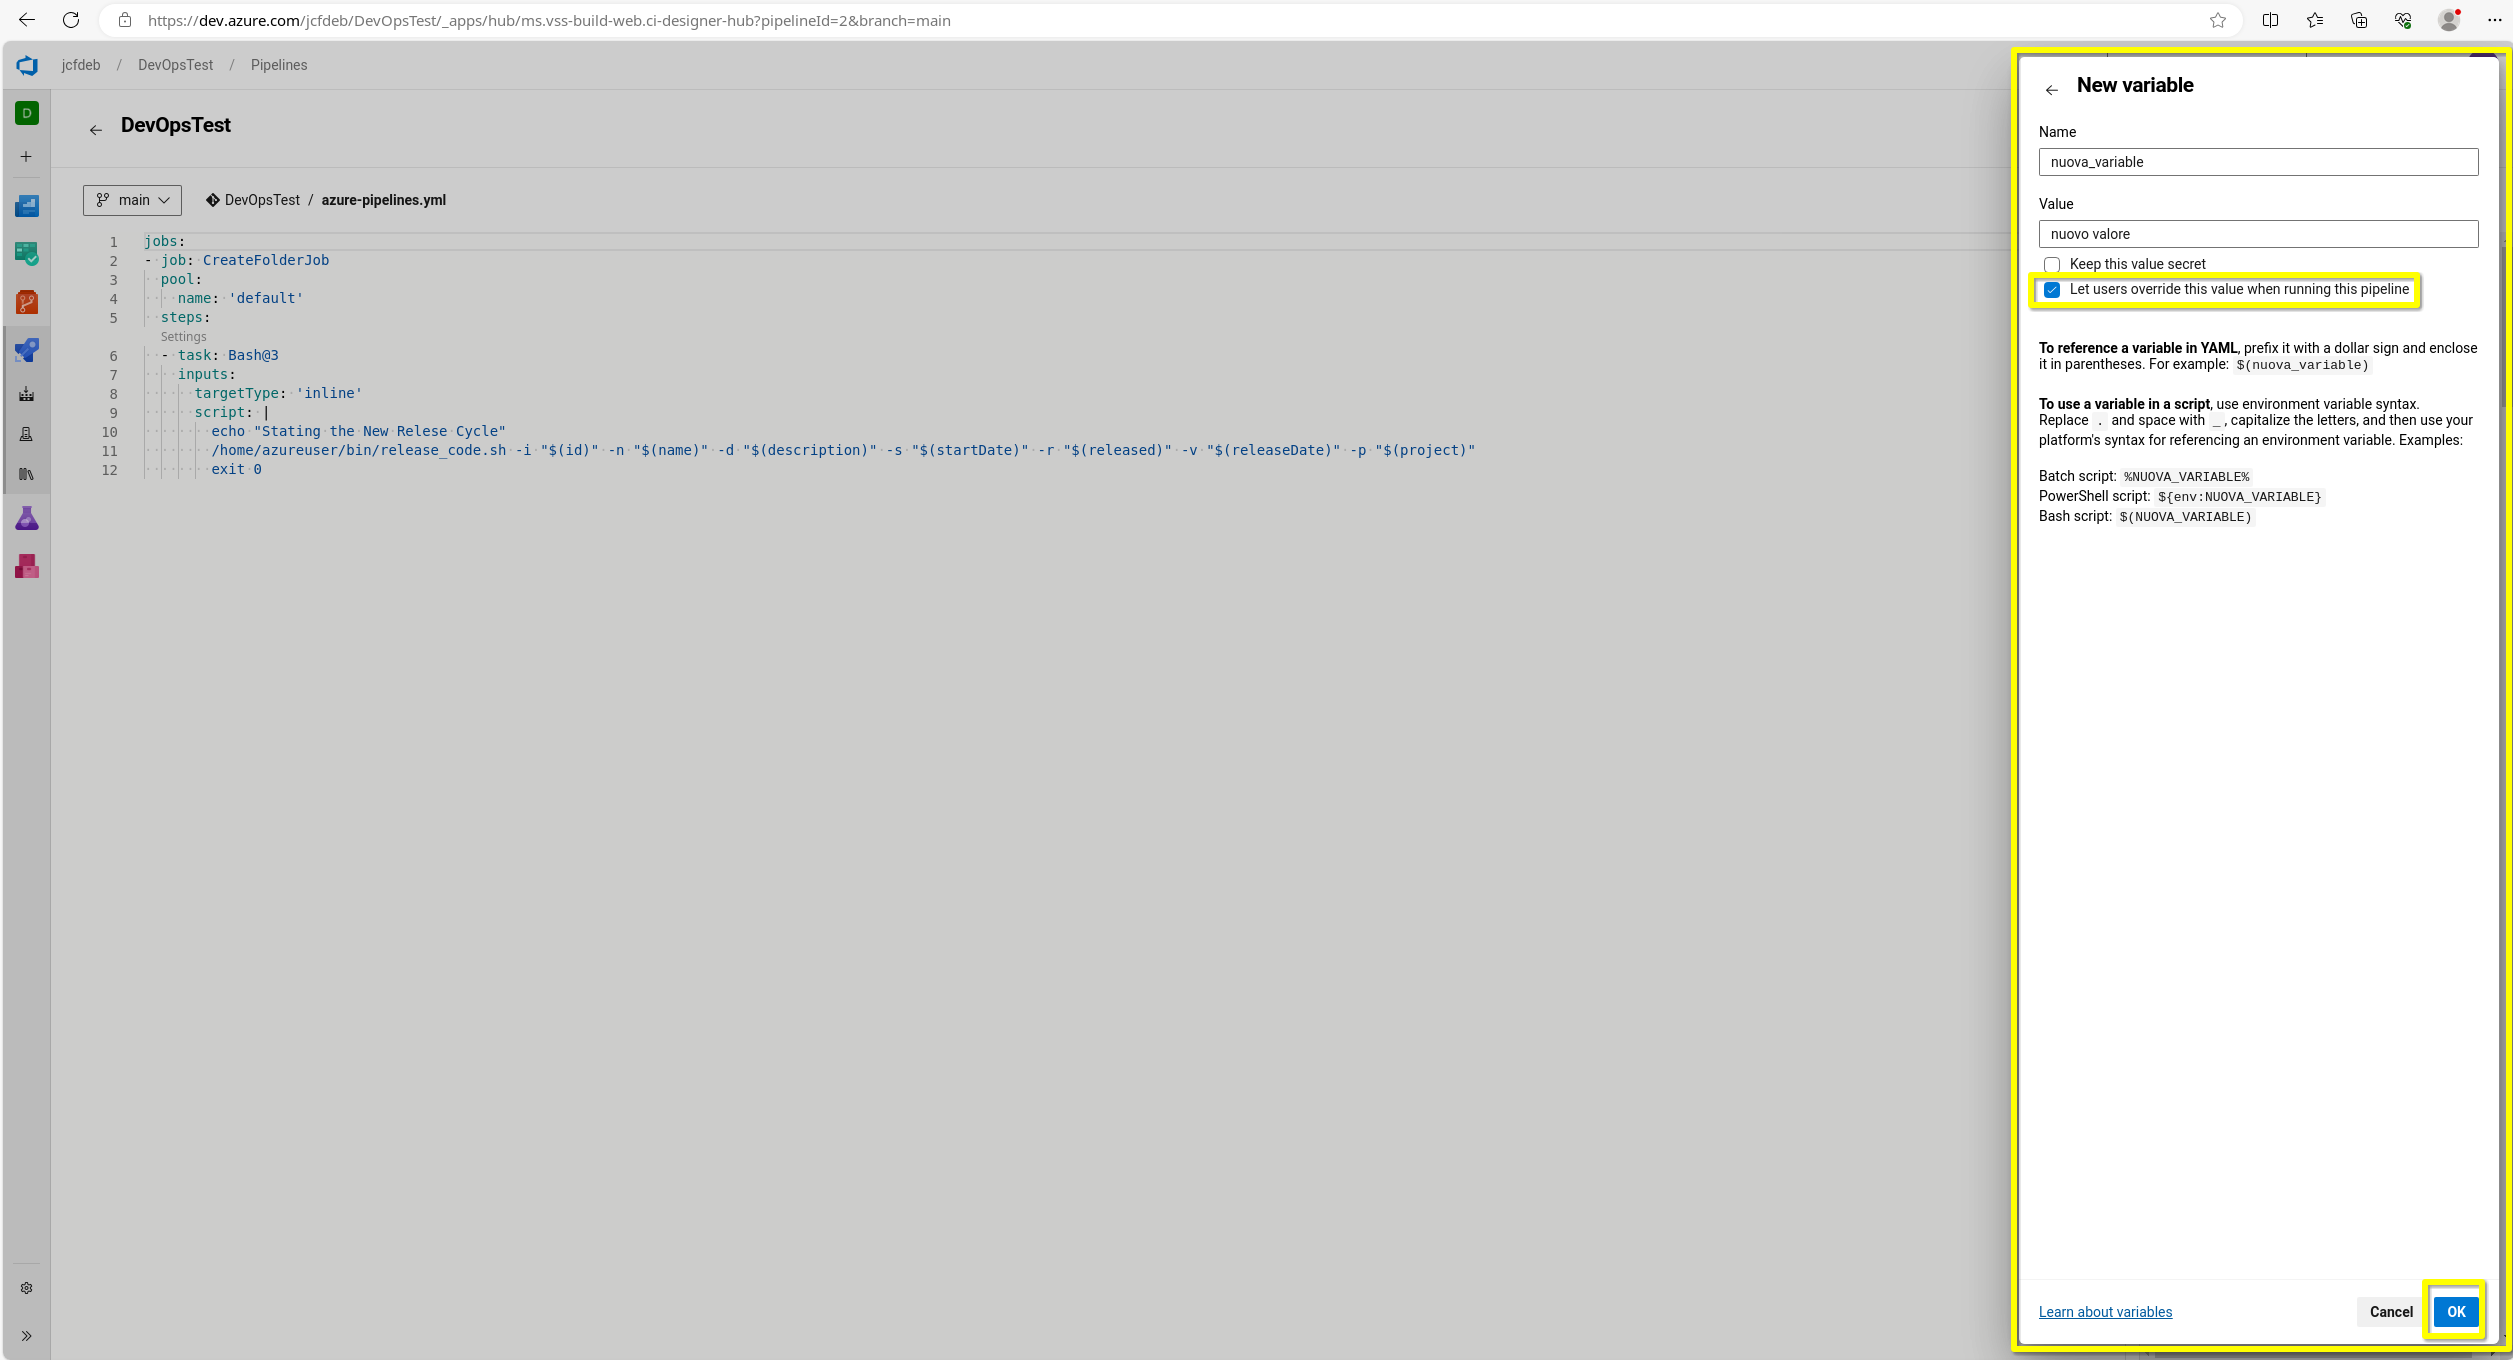 https://dev.azure.com/jcfdeb/DevOpsTest/_apps/hub/ms.vss-build-web.ci-designer-hub?pipelineId=2&branch=main
jcfdeb / DevOpsTest / Pipelines
D
DevOpsTest
main
DevOpsTest / azure-pipelines.yml
1 jobs:
2 - job: CreateFolderJob
3 pool:
4 name: 'default'
5 steps:
Settings
6 - task: Bash@3
7 inputs:
8 targetType: 'inline'
9 script: |
10 echo "Stating the New Relese Cycle"
11 /home/azureuser/bin/release_code.sh -i "$(id)" -n "$(name)" -d "$(description)" -s "$(startDate)" -r "$(released)" -v "$(releaseDate)" -p "$(project)"
12 exit 0
New variable
Name
nuova_variable
Value
nuovo valore
Keep this value secret
Let users override this value when running this pipeline
To reference a variable in YAML, prefix it with a dollar sign and enclose
it in parentheses. For example: $(nuova_variable)
To use a variable in a script, use environment variable syntax.
Replace . and space with _, capitalize the letters, and then use your
platform's syntax for referencing an environment variable. Examples:
Batch script: %NUOVA_VARIABLE%
PowerShell script: ${env:NUOVA_VARIABLE}
Bash script: $(NUOVA_VARIABLE)
Learn about variables
Cancel
OK